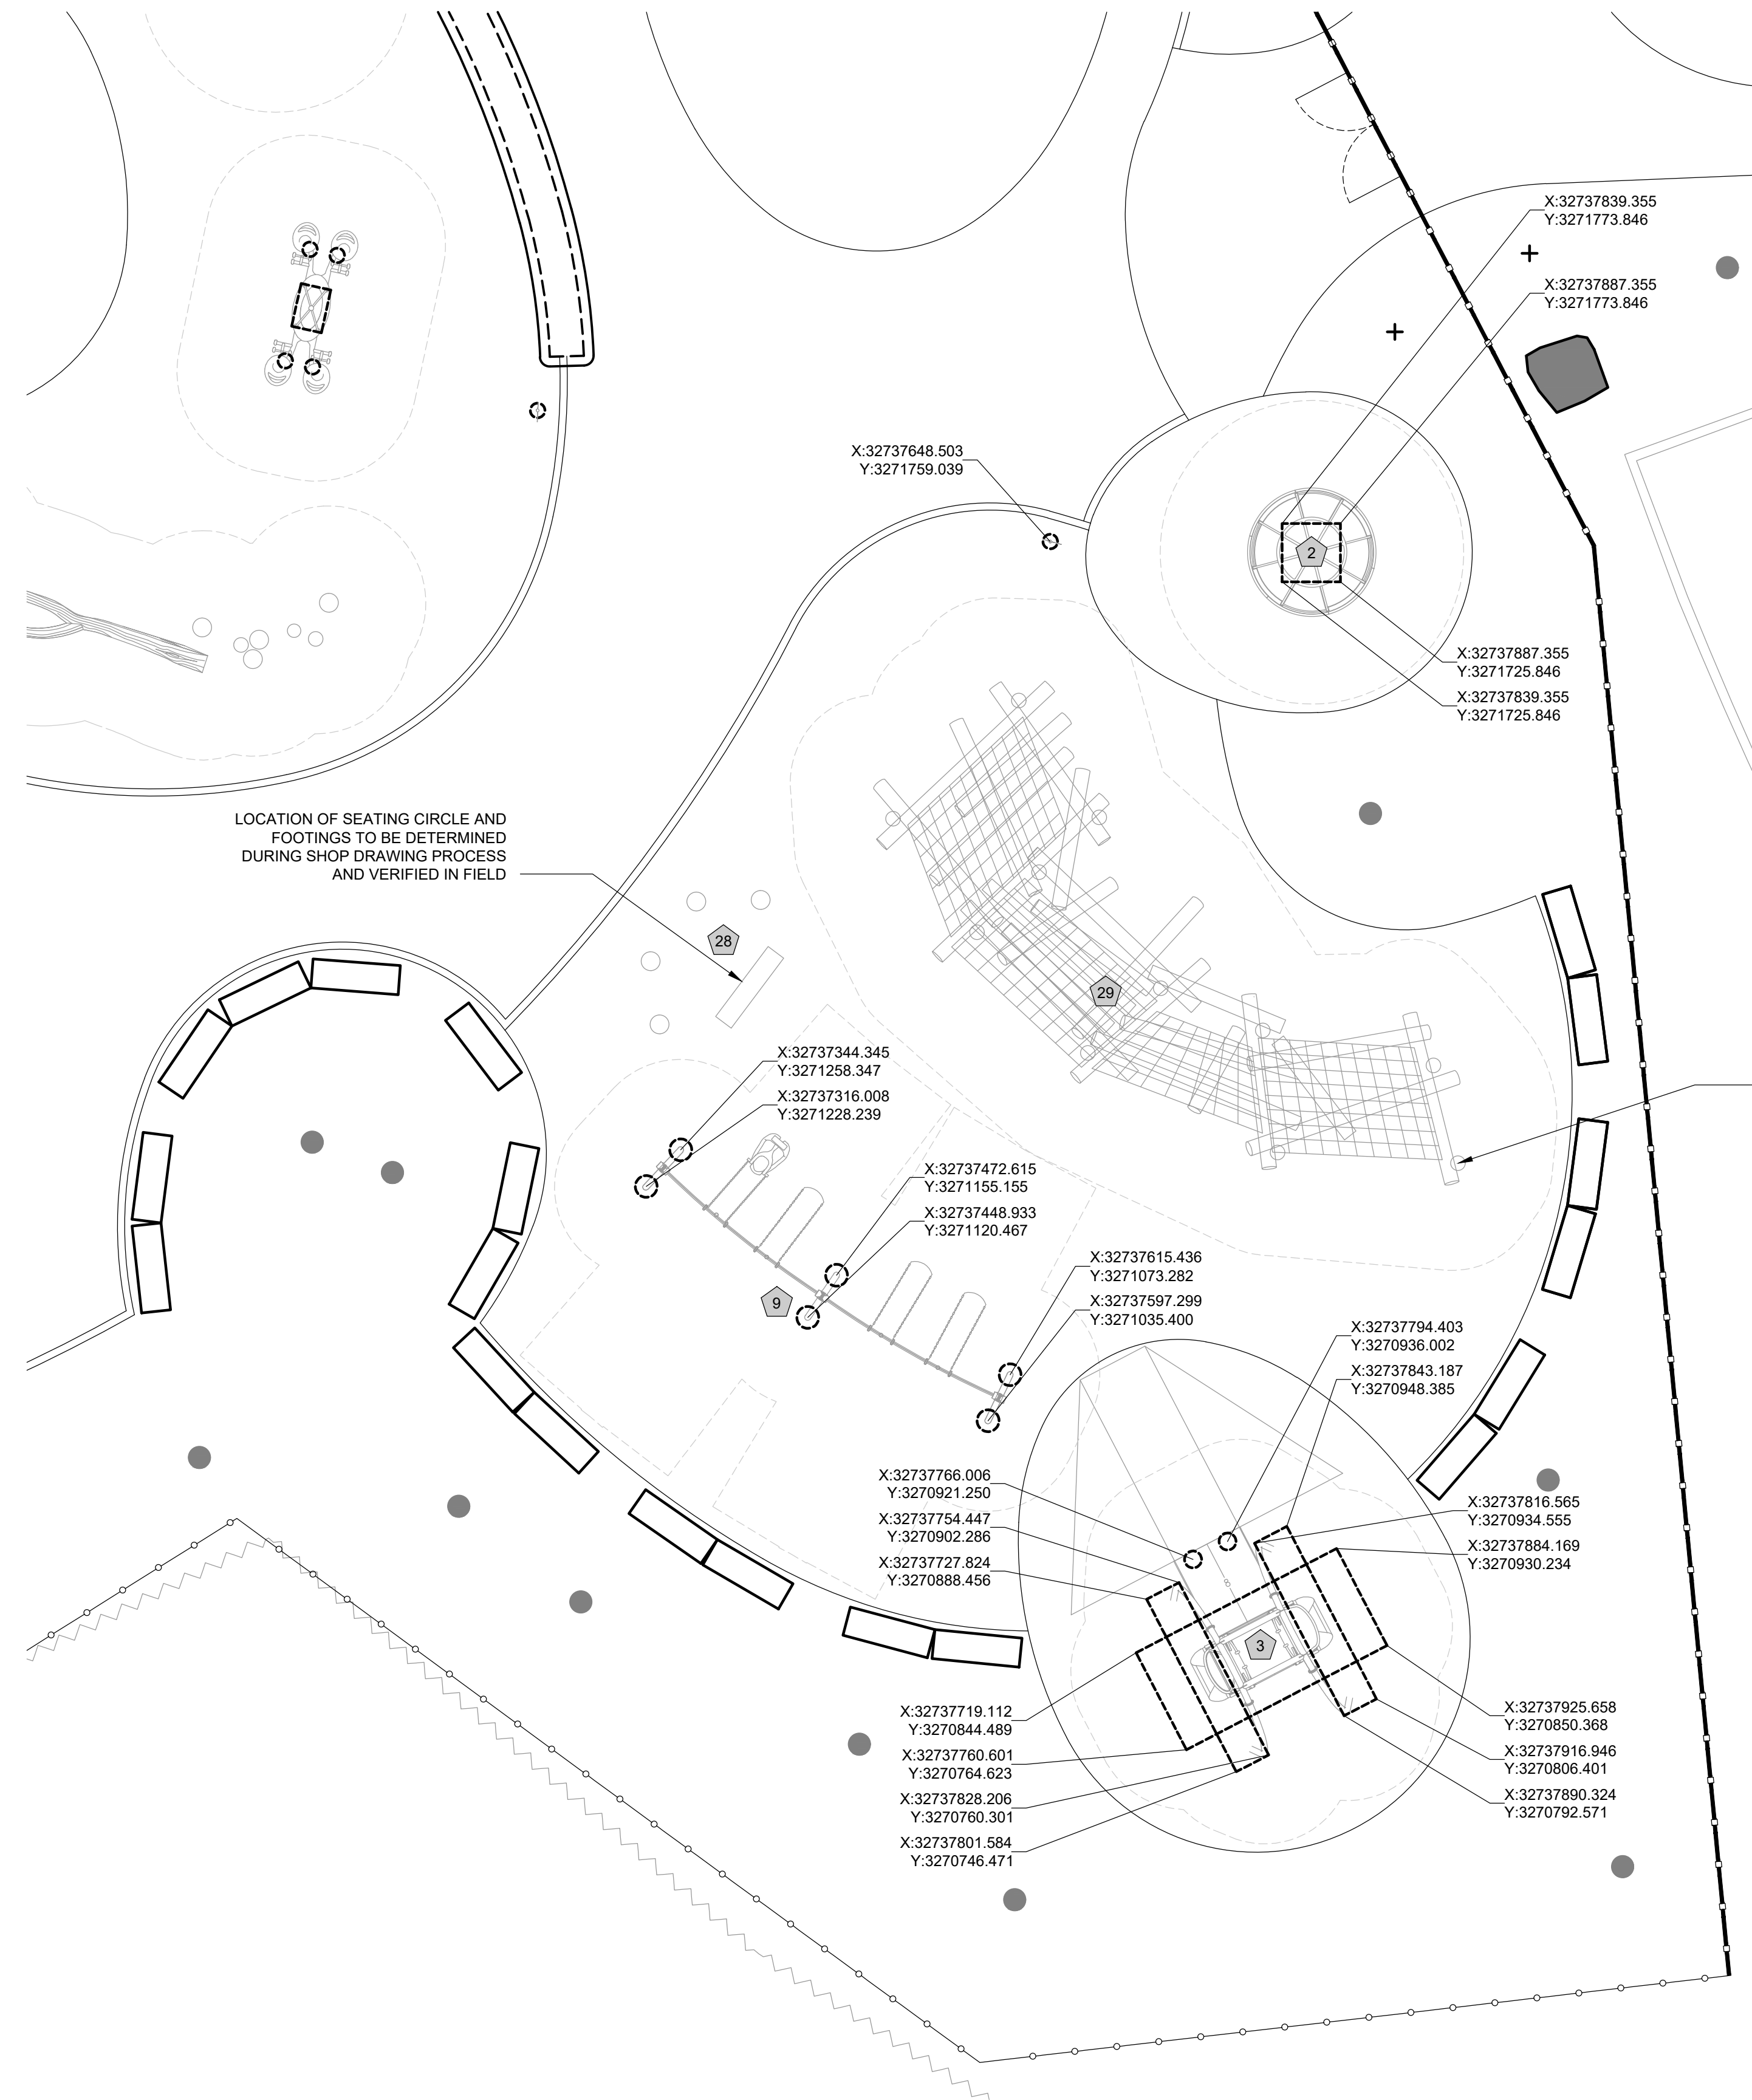 X:32737839.355
Y:3271773.846
X:32737887.355
Y:3271773.846
X:32737648.503
Y:3271759.039
2
X:32737887.355
Y:3271725.846
X:32737839.355
Y:3271725.846
LOCATION OF SEATING CIRCLE AND
FOOTINGS TO BE DETERMINED
DURING SHOP DRAWING PROCESS
AND VERIFIED IN FIELD
28
29
X:32737344.345
Y:3271258.347
X:32737316.008
Y:3271228.239
X:32737472.615
Y:3271155.155
X:32737448.933
Y:3271120.467
9
X:32737615.436
Y:3271073.282
X:32737597.299
Y:3271035.400
X:32737794.403
Y:3270936.002
X:32737843.187
Y:3270948.385
X:32737766.006
Y:3270921.250
X:32737754.447
Y:3270902.286
X:32737727.824
Y:3270888.456
X:32737816.565
Y:3270934.555
X:32737884.169
Y:3270930.234
3
X:32737719.112
Y:3270844.489
X:32737760.601
Y:3270764.623
X:32737828.206
Y:3270760.301
X:32737801.584
Y:3270746.471
X:32737925.658
Y:3270850.368
X:32737916.946
Y:3270806.401
X:32737890.324
Y:3270792.571